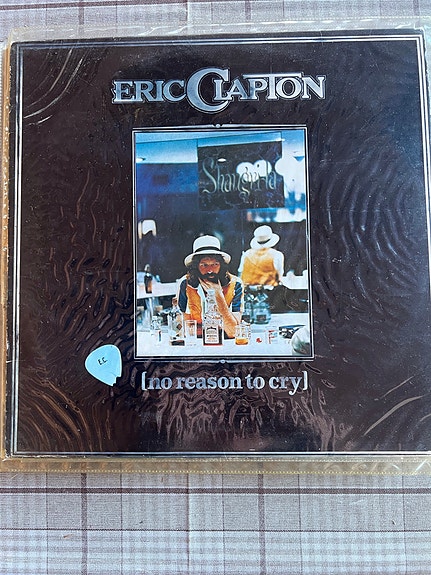 ERIC CLAPTON
Shangri-la
[no reason to cry]